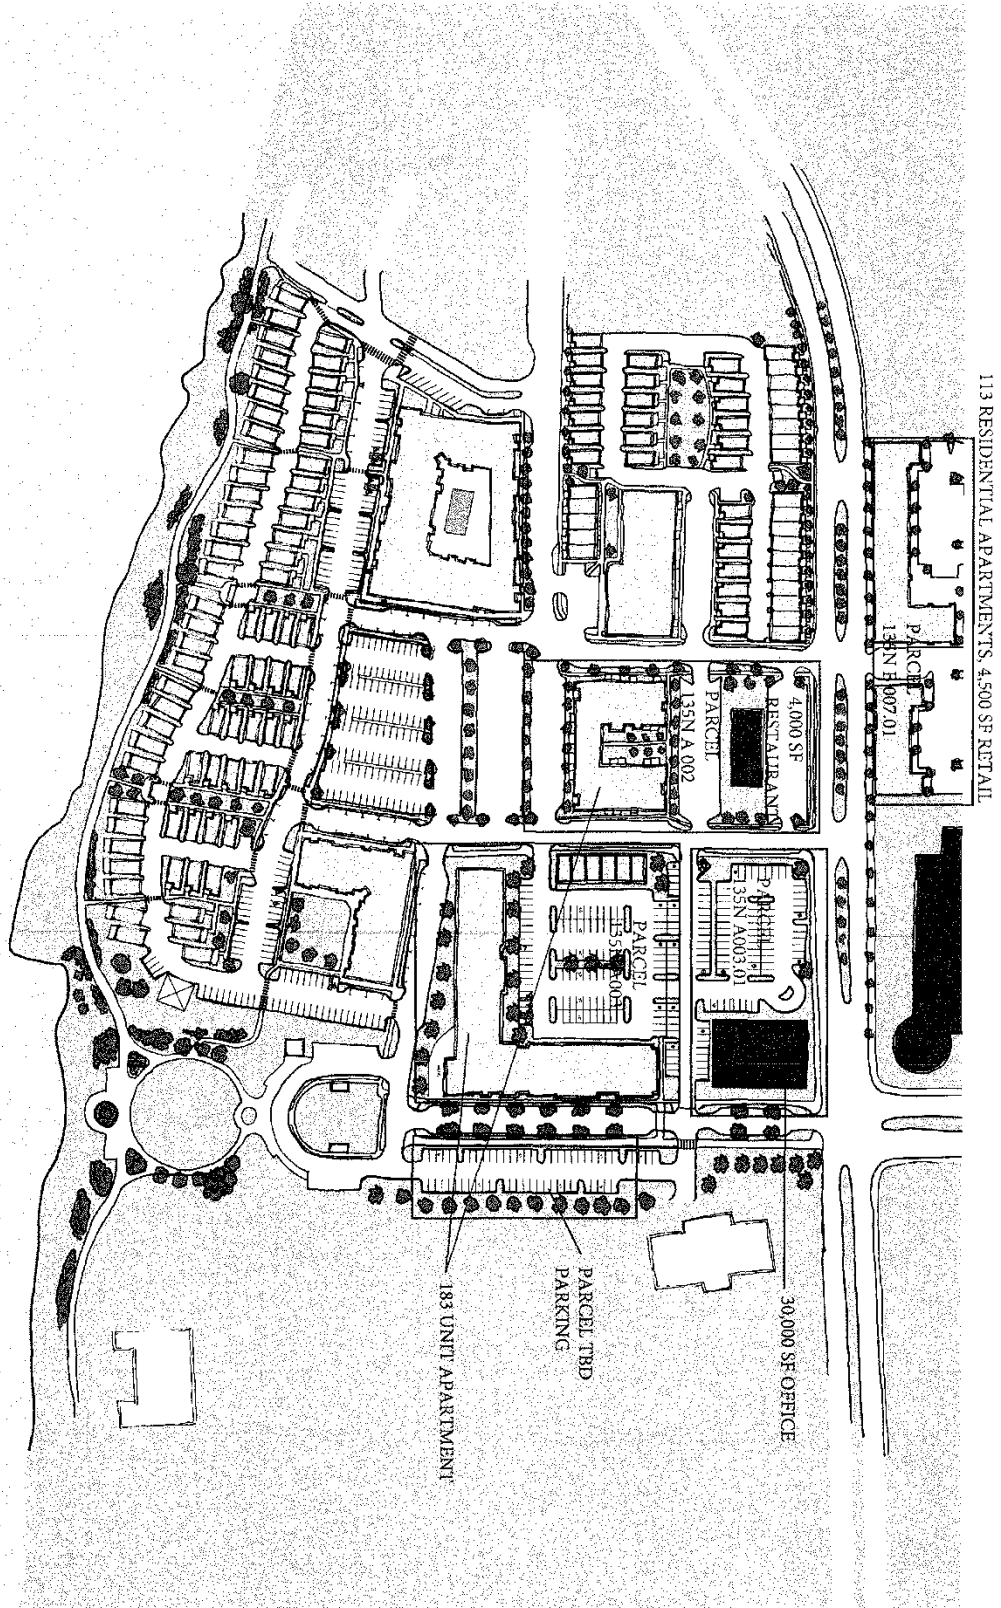 113 RESIDENTIAL APARTMENTS, 4,500 SF RETAIL
PARCEL
135N H 007.01
4,000 SF
RESTAURANT
PARCEL
135N A 002
PARCEL
135N A003.01
PARCEL
30,000 SF OFFICE
PARCEL TBD
PARKING
183 UNIT APARTMENT